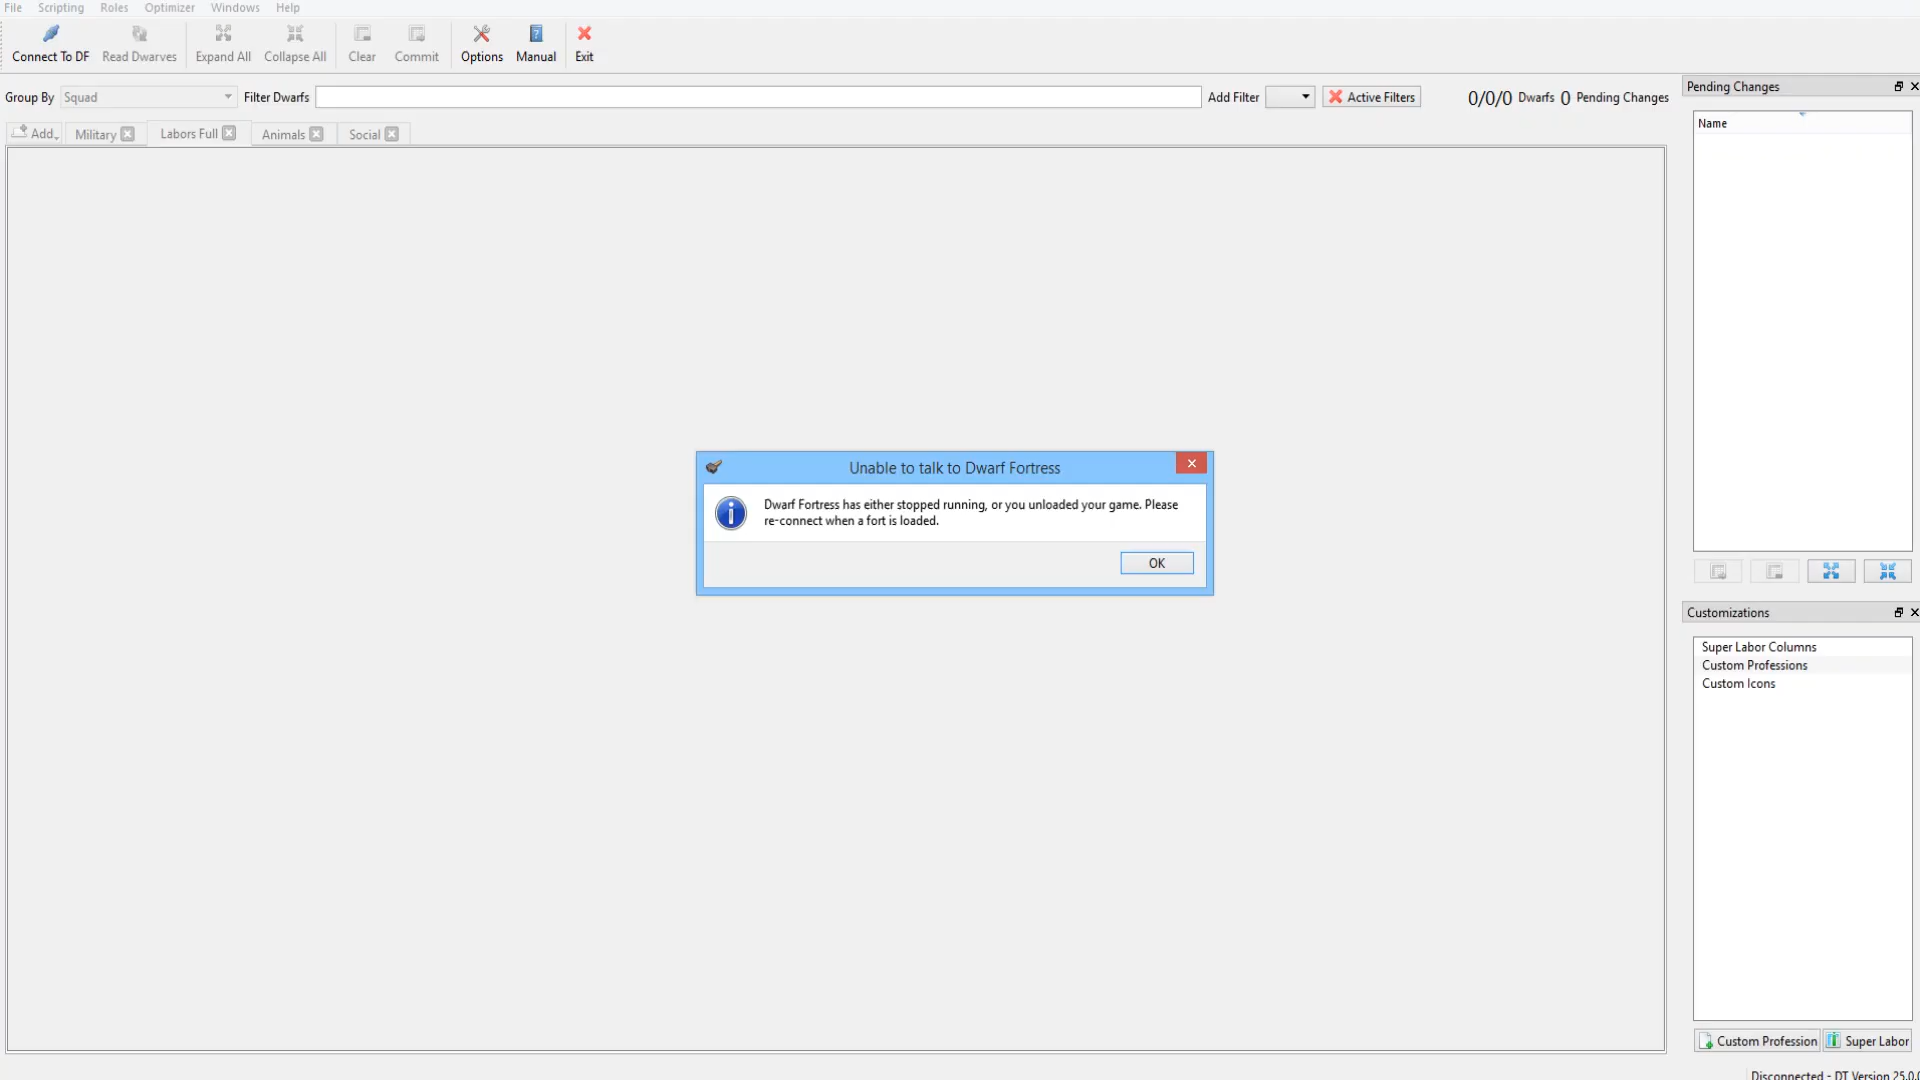 File Scripting Roles Optimizer Windows Help
Connect To DF Read Dwarves Expand All Collapse All Clear Commit Options Manual Exit
Group By Squad Filter Dwarfs Add Filter Active Filters 0/0/0 Dwarfs 0 Pending Changes
Add Military Labors Full Animals Social
Pending Changes
Name
Unable to talk to Dwarf Fortress
Dwarf Fortress has either stopped running, or you unloaded your game. Please
re-connect when a fort is loaded.
OK
Customizations
Super Labor Columns
Custom Professions
Custom Icons
Custom Profession Super Labor
Disconnected - DT Version 25.0.0